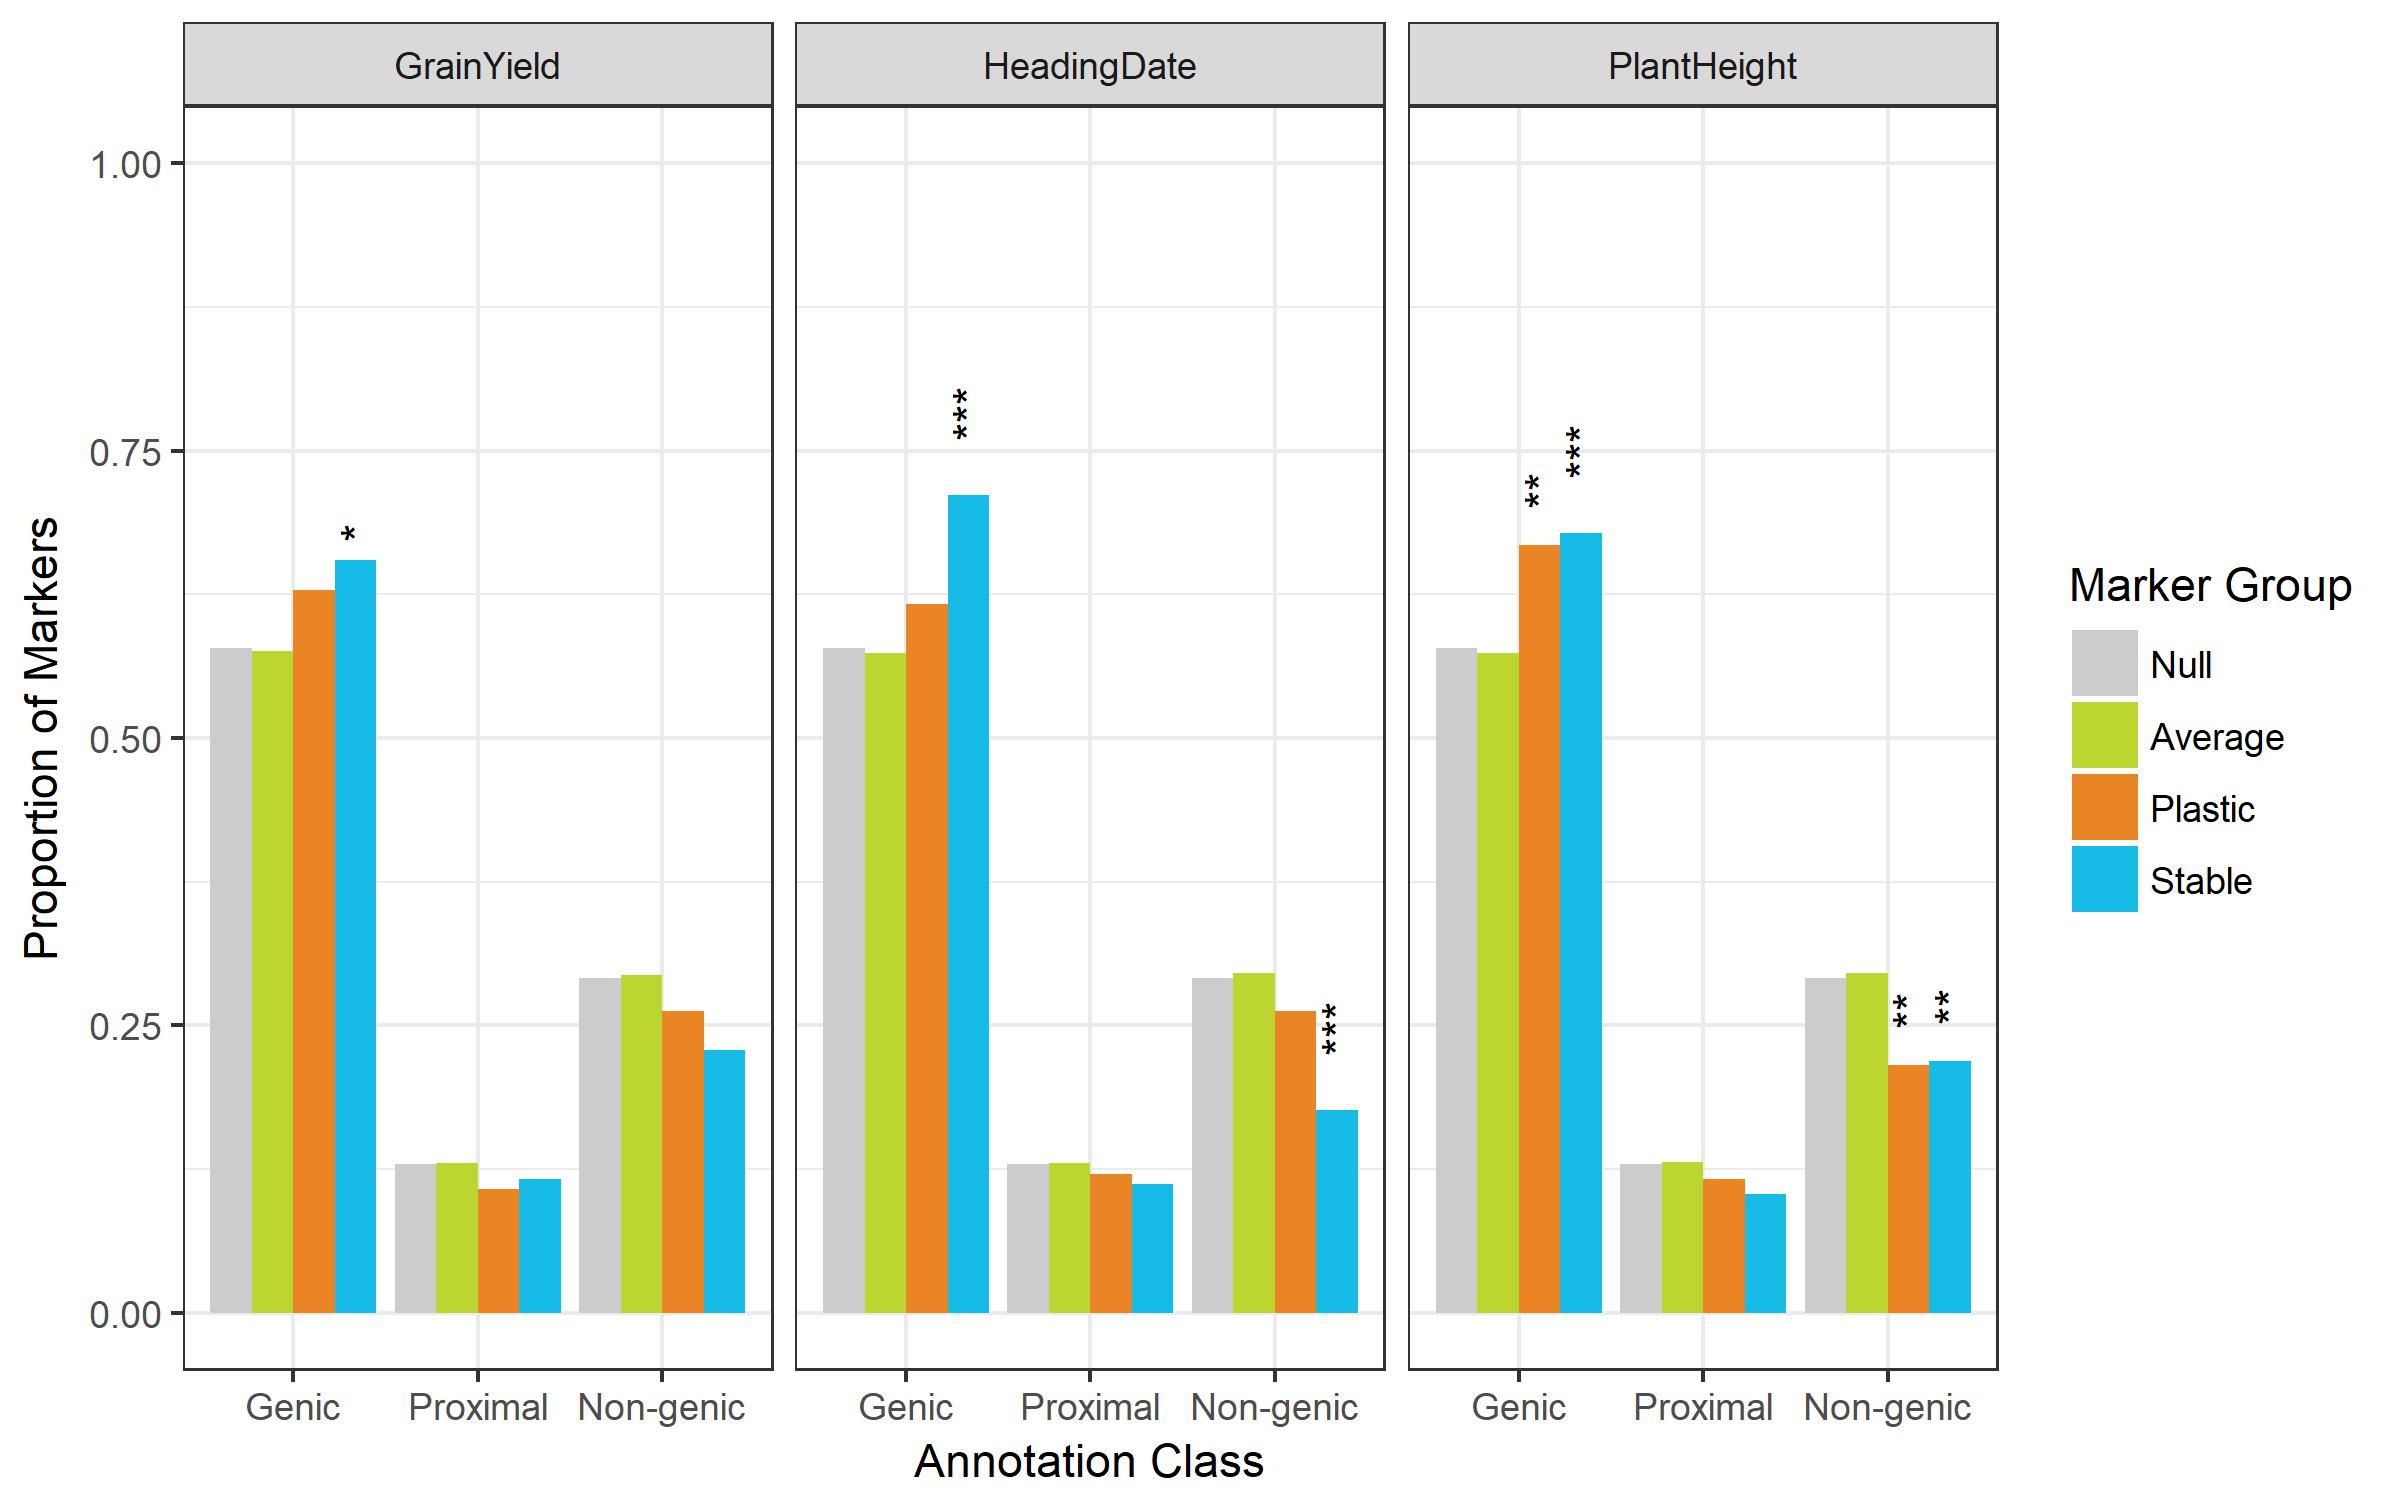 GrainYield
HeadingDate
PlantHeight
Proportion of Markers
1.00
0.75
0.50
0.25
0.00
*
***
***
**
***
**
**
Genic Proximal Non-genic
Genic Proximal Non-genic
Genic Proximal Non-genic
Annotation Class
Marker Group
Null
Average
Plastic
Stable